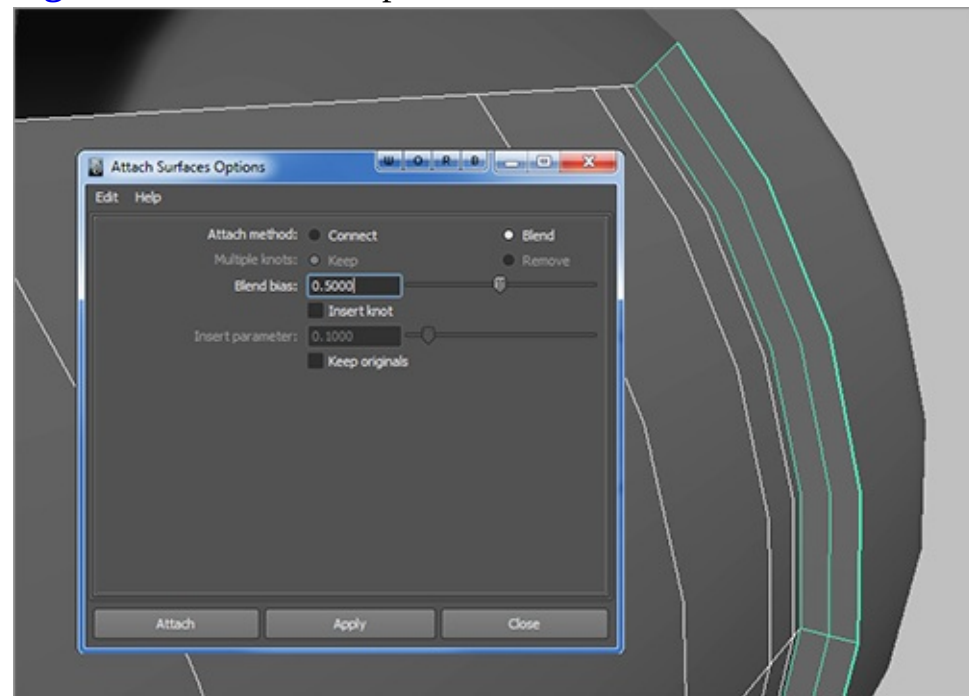 Attach Surfaces Options
W O R D
Edit Help
Attach method: Connect Blend
Multiple knots: Keep Remove
Blend bias: 0.5000
Insert knot
Insert parameter: 0.1000
Keep originals
Attach Apply Close